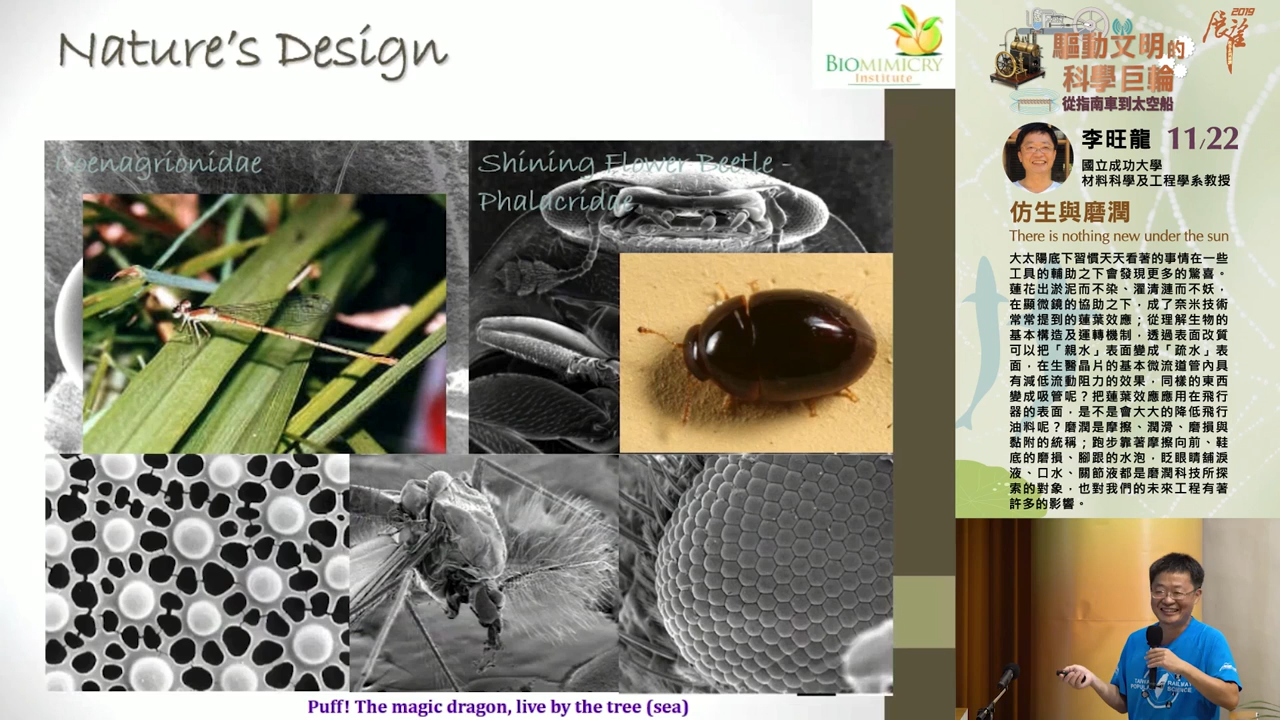 Nature's Design
BIOMIMICRY
Institute
Coenagrionidae
Shining Flower Beetle -
Phalacridae
Puff! The magic dragon, live by the tree (sea)
2019
展望
驅動文明的
科學巨輪
從指南車到太空船
李旺龍 11/22
國立成功大學
材料科學及工程學系教授
仿生與磨潤
There is nothing new under the sun
大太陽底下習慣天天看著的事情在一些
工具的輔助之下會發現更多的驚喜。
蓮花出淤泥而不染、濯清漣而不妖,
在顯微鏡的協助之下,成了奈米技術
常常提到的蓮葉效應;從理解生物的
基本構造及運轉機制,透過表面改質
可以把「親水」表面變成「疏水」表
面,在生醫晶片的基本微流道管內具
有減低流動阻力的效果,同樣的東西
變成吸管呢?把蓮葉效應應用在飛行
器的表面,是不是會大大的降低飛行
油料呢?磨潤是摩擦、潤滑、磨損與
黏附的統稱;跑步靠著摩擦向前、鞋
底的磨損、腳跟的水泡,眨眼睛鋪淚
液、口水、關節液都是磨潤科技所探
索的對象,也對我們的未來工程有著
許多的影響。